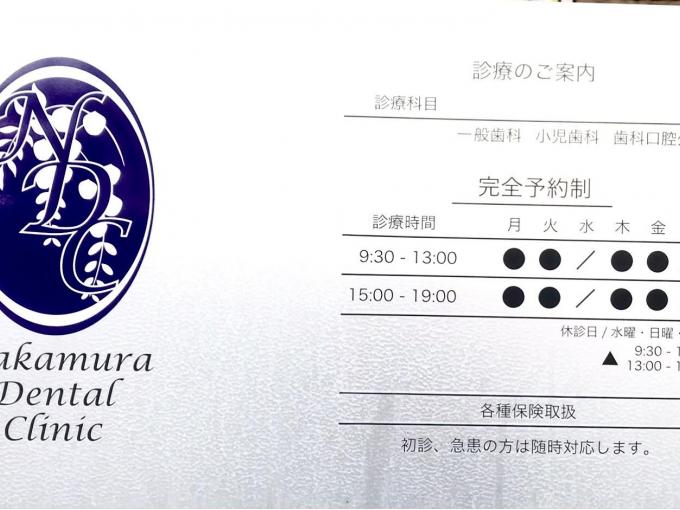 NDC
akamura
Dental
Clinic
診療のご案内
診療科目
一般歯科 小児歯科 歯科口腔
完全予約制
診療時間 月 火 水 木 金
9:30 - 13:00 ● ● / ● ●
15:00 - 19:00 ● ● / ● ●
休診日 / 水曜・日曜・
▲ 9:30 - 1
13:00 - 1
各種保険取扱
初診、急患の方は随時対応します。